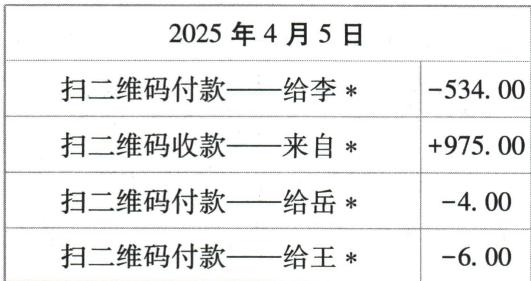 2025 年 4 月 5 日
扫二维码付款——给李 * -534.00
扫二维码收款——来自 * +975.00
扫二维码付款——给岳 * -4.00
扫二维码付款——给王 * -6.00